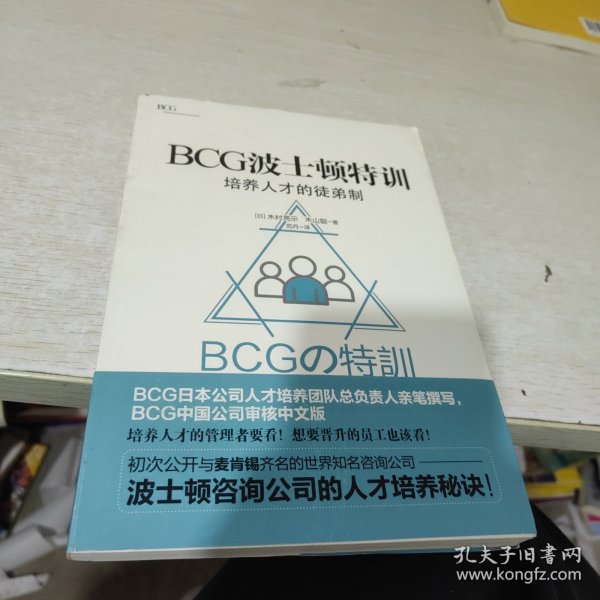 BCG
BCG波士顿特训
培养人才的徒弟制
[日] 木村亮示 木山聪—著
范丹—译
BCGの特訓
BCG日本公司人才培养团队总负责人亲笔撰写,
BCG中国公司审核中文版
培养人才的管理者要看!想要晋升的员工也该看!
初次公开与麦肯锡齐名的世界知名咨询公司
波士顿咨询公司的人才培养秘诀!
孔夫子旧书网
www.kongfz.com